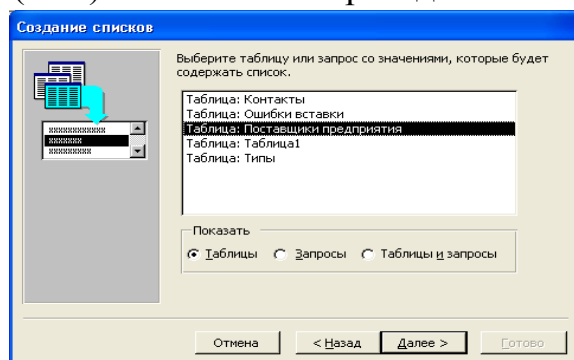 Создание списков
Выберите таблицу или запрос со значениями, которые будет
содержать список.
Таблица: Контакты
Таблица: Ошибки вставки
Таблица: Поставщики предприятия
Таблица: Таблица1
Таблица: Типы
Показать
Таблицы Запросы Таблицы и запросы
Отмена < Назад Далее > Готово